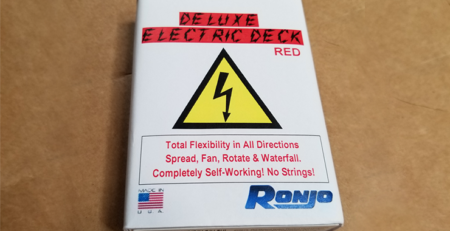 DELUXE
ELECTRIC DECK
RED
Total Flexibility in All Directions
Spread, Fan, Rotate & Waterfall.
Completely Self-Working! No Strings!
MADE IN
U.S.A.
Ronjo